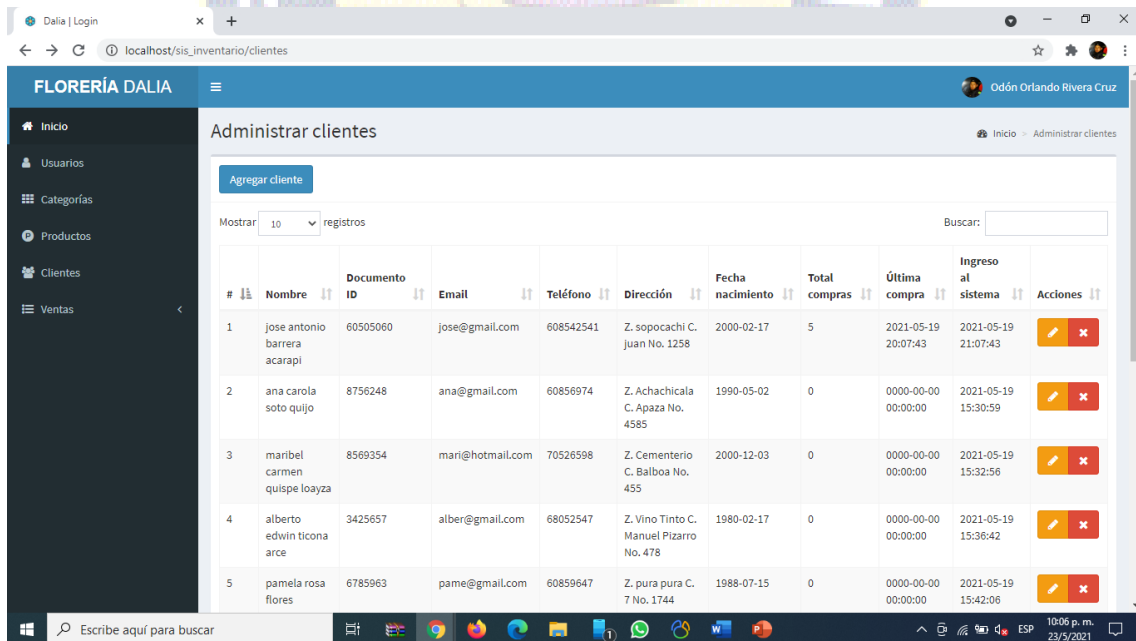 Dalia | Login
localhost/sis_inventario/clientes
FLORERÍA DALIA
Odón Orlando Rivera Cruz
Inicio
Usuarios
Categorías
Productos
Clientes
Ventas
Administrar clientes
Inicio > Administrar clientes
Agregar cliente
Mostrar 10 registros
Buscar:
# Nombre Documento ID Email Teléfono Dirección Fecha nacimiento Total compras Última compra Ingreso al sistema Acciones
1 jose antonio barrera acarapi 60505060 jose@gmail.com 608542541 Z. sopocachi C. juan No. 1258 2000-02-17 5 2021-05-19 20:07:43 2021-05-19 21:07:43
2 ana carola soto quijo 8756248 ana@gmail.com 60856974 Z. Achachicala C. Apaza No. 4585 1990-05-02 0 0000-00-00 00:00:00 2021-05-19 15:30:59
3 maribel carmen quispe loayza 8569354 mari@hotmail.com 70526598 Z. Cementerio C. Balboa No. 455 2000-12-03 0 0000-00-00 00:00:00 2021-05-19 15:32:56
4 alberto edwin ticona arce 3425657 alber@gmail.com 68052547 Z. Vino Tinto C. Manuel Pizarro No. 478 1980-02-17 0 0000-00-00 00:00:00 2021-05-19 15:36:42
5 pamela rosa flores 6785963 pame@gmail.com 60859647 Z. pura pura C. 7 No. 1744 1988-07-15 0 0000-00-00 00:00:00 2021-05-19 15:42:06
Escribe aquí para buscar
ESP
10:06 p. m.
23/5/2021